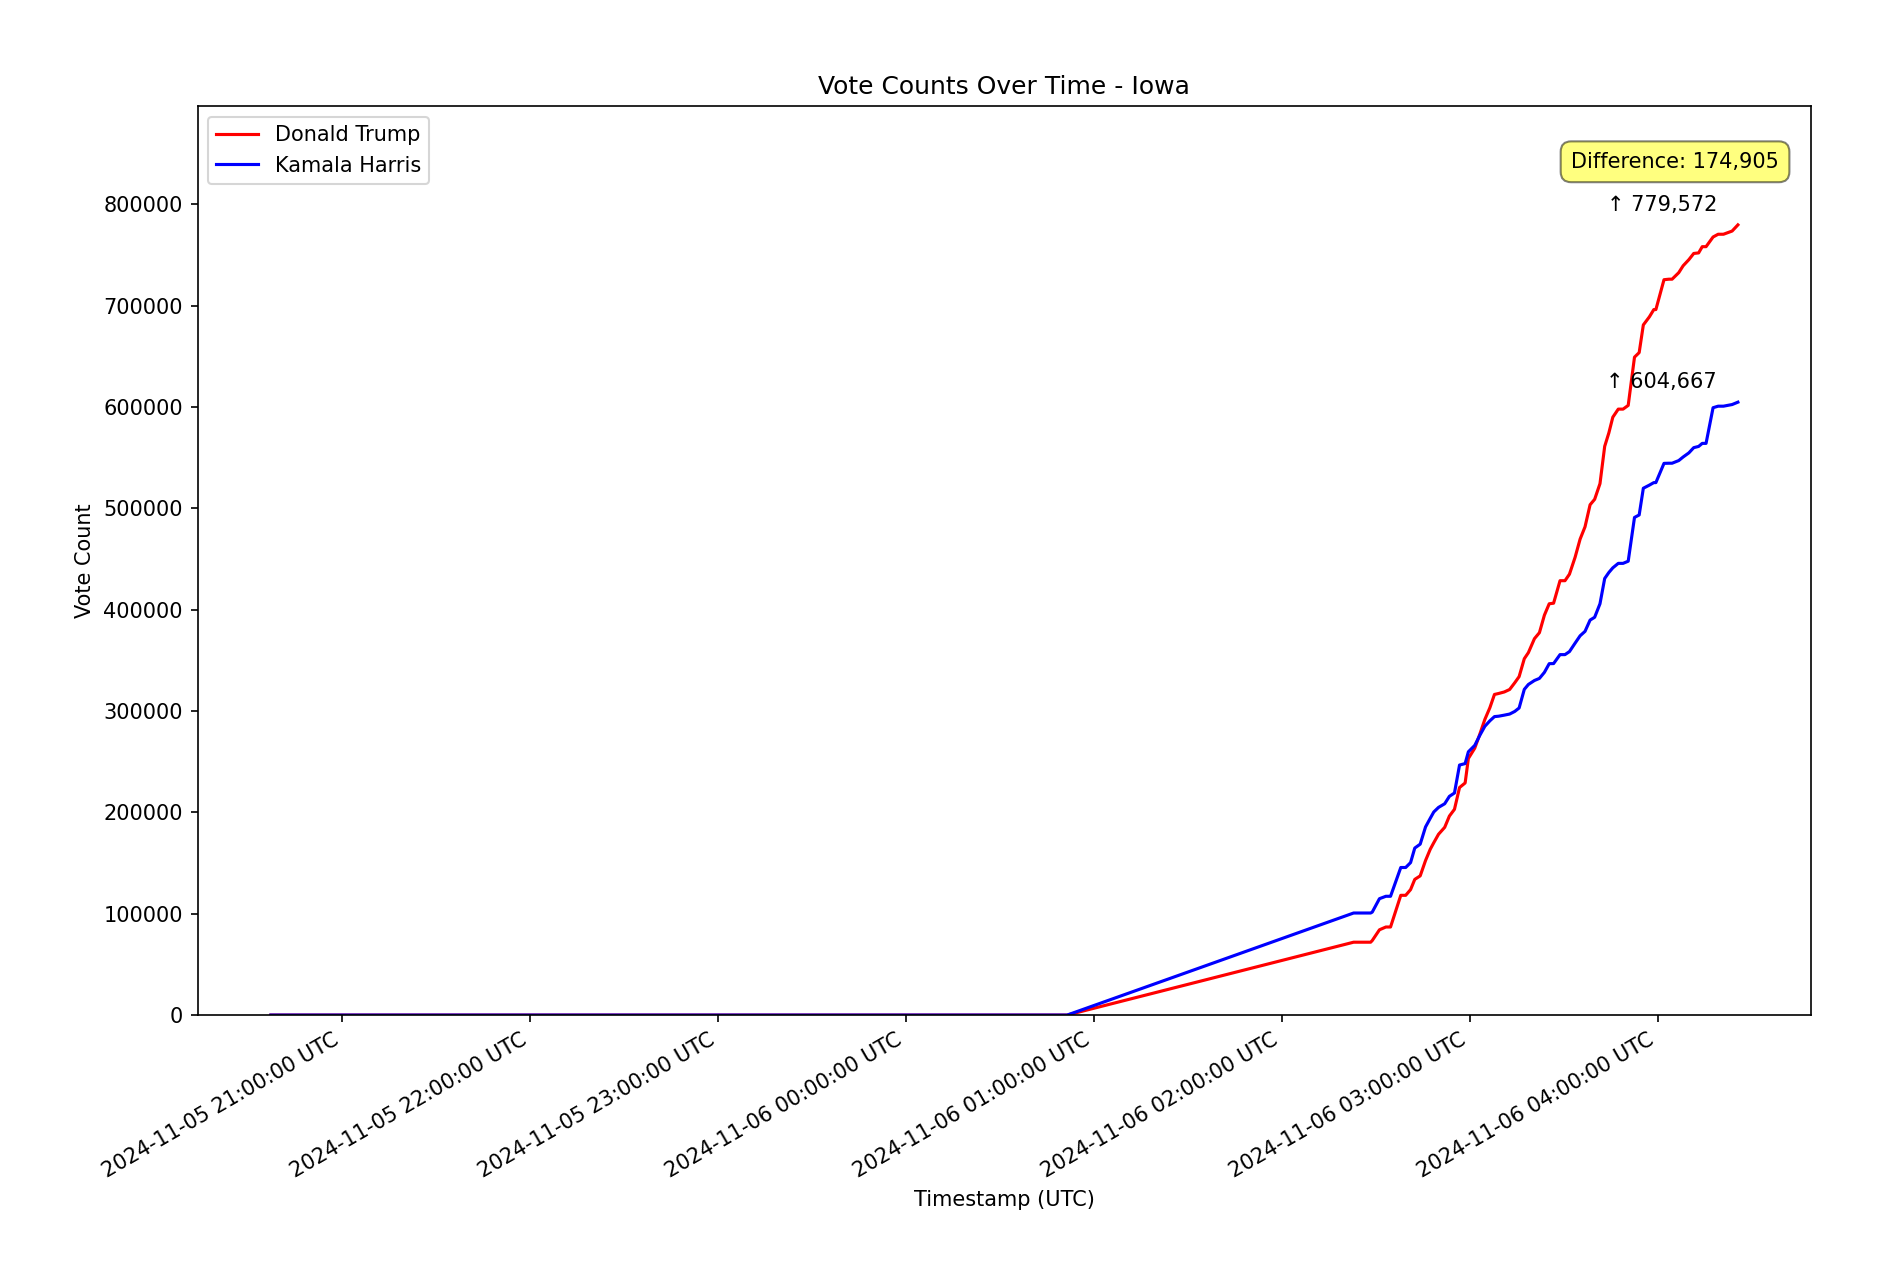 Vote Counts Over Time - Iowa
Donald Trump
Kamala Harris
Difference: 174,905
↑ 779,572
↑ 604,667
Vote Count
800000
700000
600000
500000
400000
300000
200000
100000
0
2024-11-05 21:00:00 UTC
2024-11-05 22:00:00 UTC
2024-11-05 23:00:00 UTC
2024-11-06 00:00:00 UTC
2024-11-06 01:00:00 UTC
2024-11-06 02:00:00 UTC
2024-11-06 03:00:00 UTC
2024-11-06 04:00:00 UTC
Timestamp (UTC)